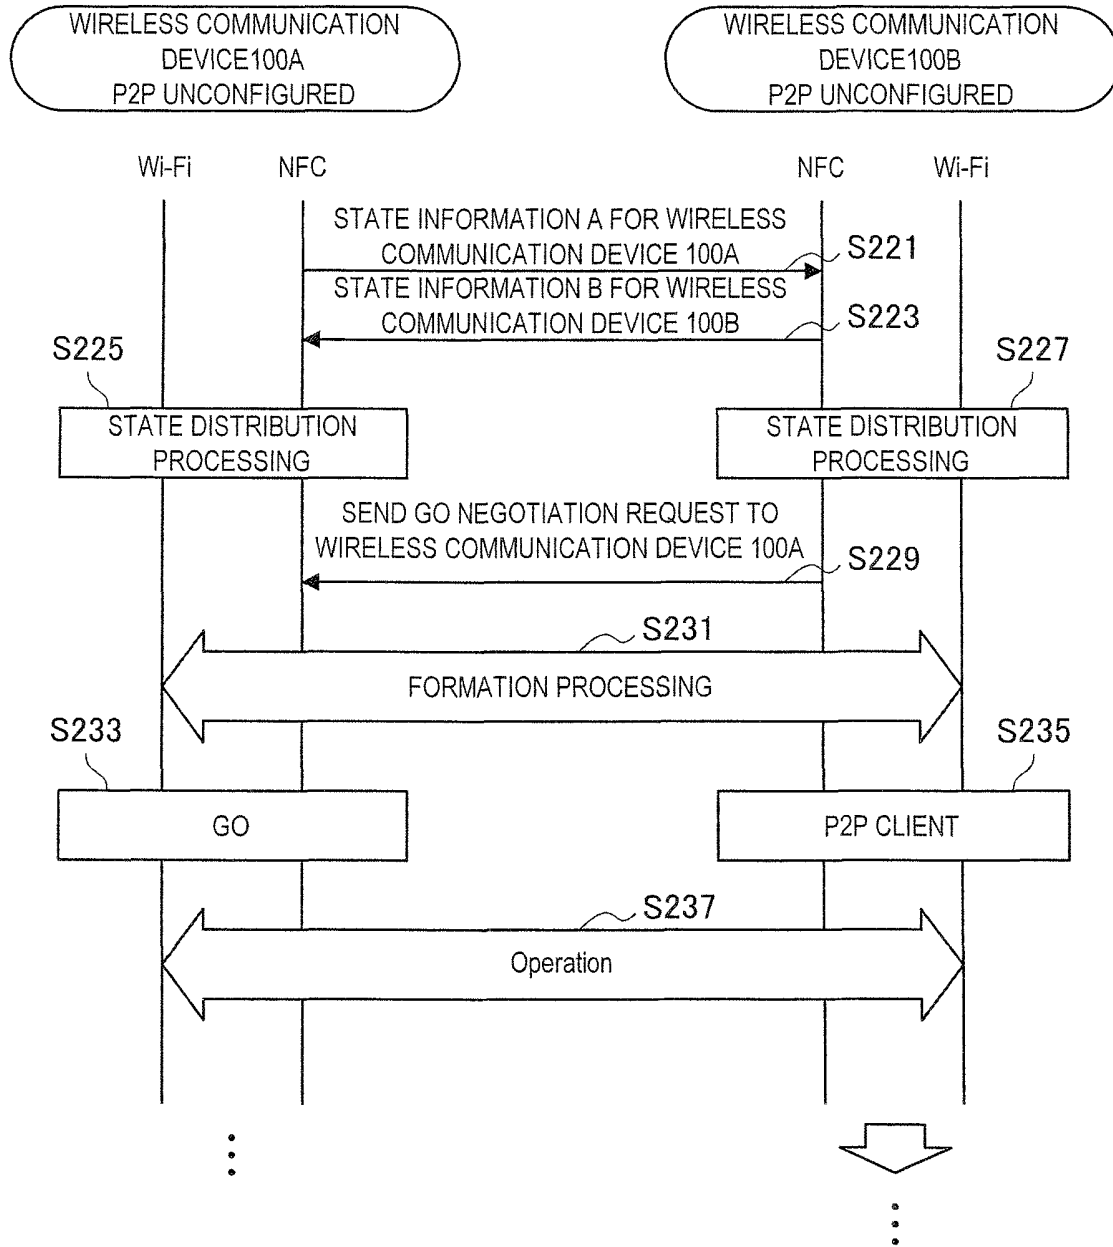 WIRELESS COMMUNICATION
DEVICE100A
P2P UNCONFIGURED
WIRELESS COMMUNICATION
DEVICE100B
P2P UNCONFIGURED
Wi-Fi
NFC
NFC
Wi-Fi
STATE INFORMATION A FOR WIRELESS
COMMUNICATION DEVICE 100A
S221
STATE INFORMATION B FOR WIRELESS
COMMUNICATION DEVICE 100B
S223
S225
S227
STATE DISTRIBUTION
PROCESSING
STATE DISTRIBUTION
PROCESSING
SEND GO NEGOTIATION REQUEST TO
WIRELESS COMMUNICATION DEVICE 100A
S229
S231
FORMATION PROCESSING
S233
S235
GO
P2P CLIENT
S237
Operation